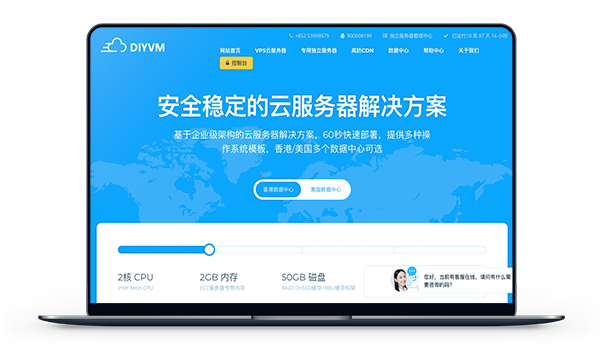 DIYVM
+852 53909579
800008190
独立服务器管理中心
已运行10 年 87 天 16 小时
网站首页 VPS云服务器 专用独立服务器 高防CDN 数据中心 帮助中心 关于我们
控制台
安全稳定的云服务器解决方案
基于企业级架构的云服务器解决方案。60秒快速部署，提供多种操
作系统模板，香港/美国多个数据中心可选
香港数据中心 美国数据中心
2核 CPU
Intel Xeon CPU
2GB 内存
ECC服务器专用内存
50GB 磁盘
RAID10+SSD缓存+BBU缓存构架
您好，当前有客服在线，请问有什么需
要咨询的吗?